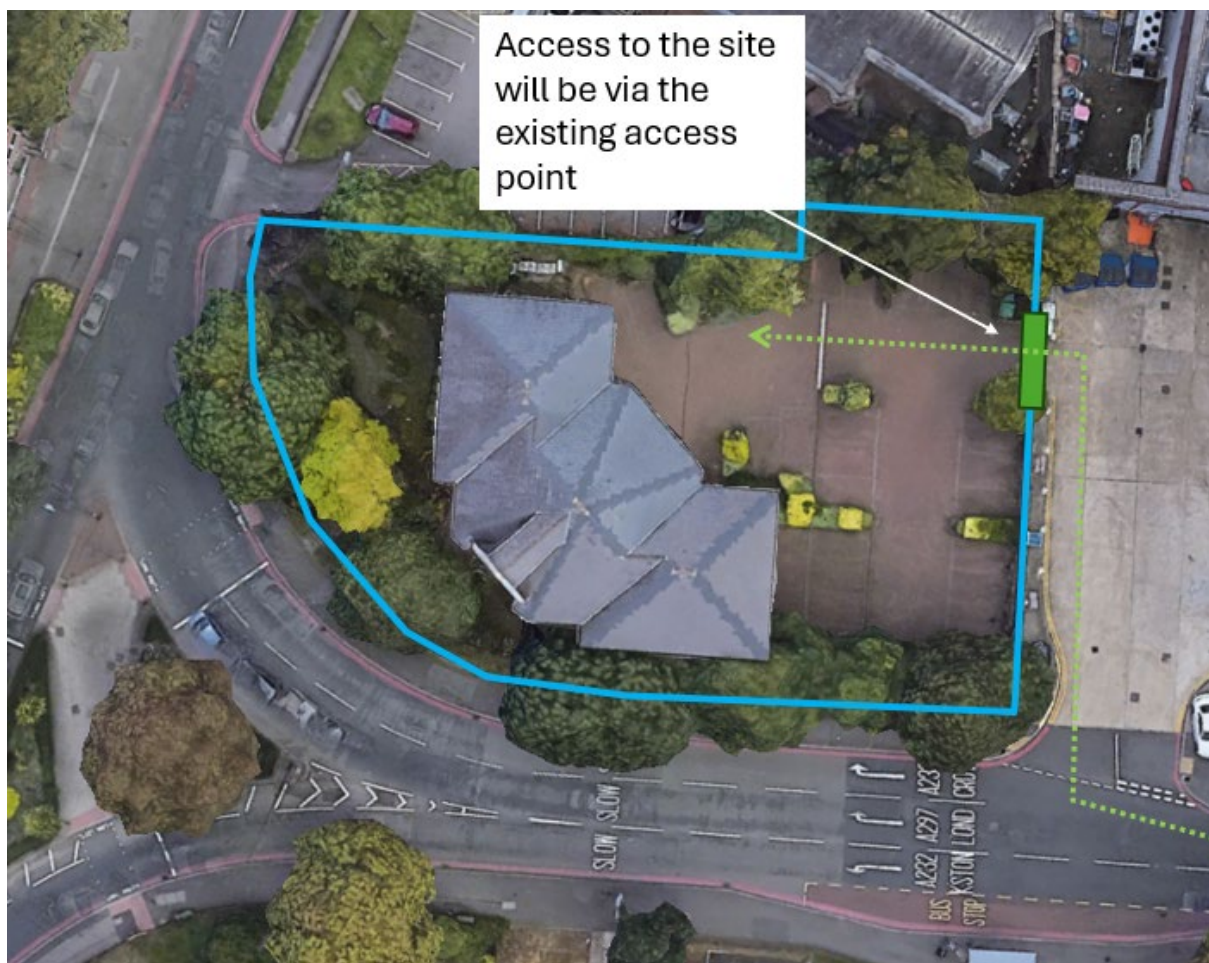 Access to the site
will be via the
existing access
point
SLOW SLOW
A232 A297 A23
BUS KSTON LOND CRO
STOP